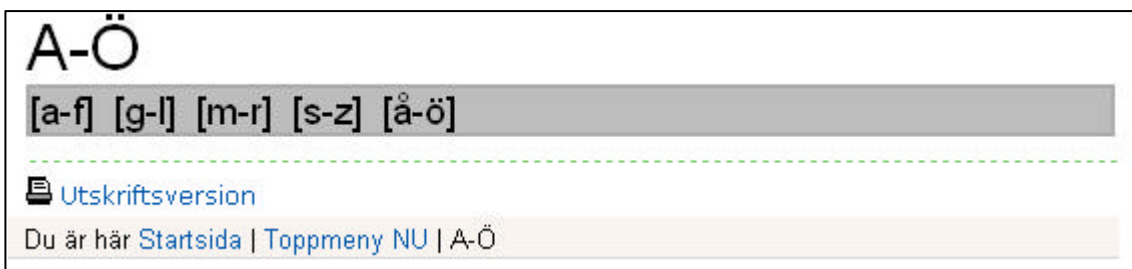 A-Ö
[a-f] [g-l] [m-r] [s-z] [å-ö]
Utskriftsversion
Du är här Startsida | Toppmeny NU | A-Ö